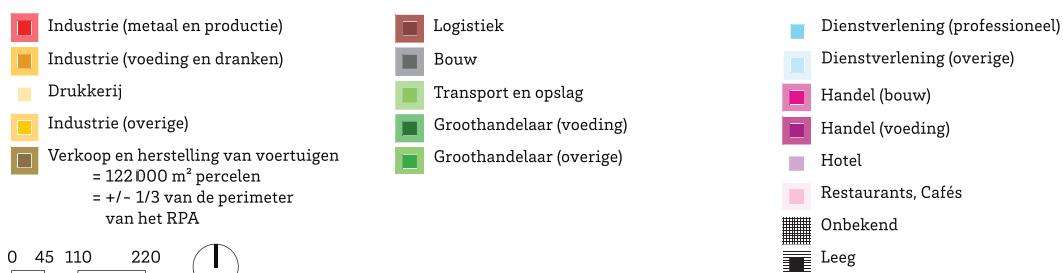 Industrie (metaal en productie)
Industrie (voeding en dranken)
Drukkerij
Industrie (overige)
Verkoop en herstelling van voertuigen
= 122 000 m² percelen
= +/- 1/3 van de perimeter
van het RPA
0 45 110 220
Logistiek
Bouw
Transport en opslag
Groothandelaar (voeding)
Groothandelaar (overige)
Dienstverlening (professioneel)
Dienstverlening (overige)
Handel (bouw)
Handel (voeding)
Hotel
Restaurants, Cafés
Onbekend
Leeg